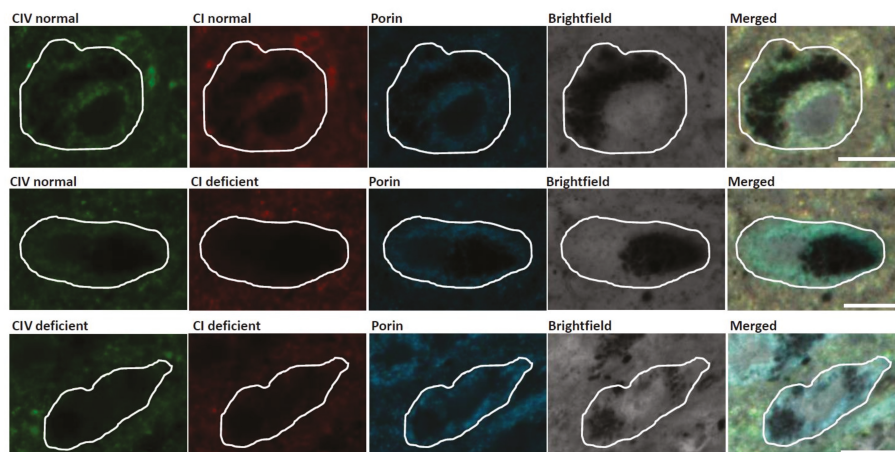 CIV normal CI normal Porin Brightfield Merged
CIV normal CI deficient Porin Brightfield Merged
CIV deficient CI deficient Porin Brightfield Merged